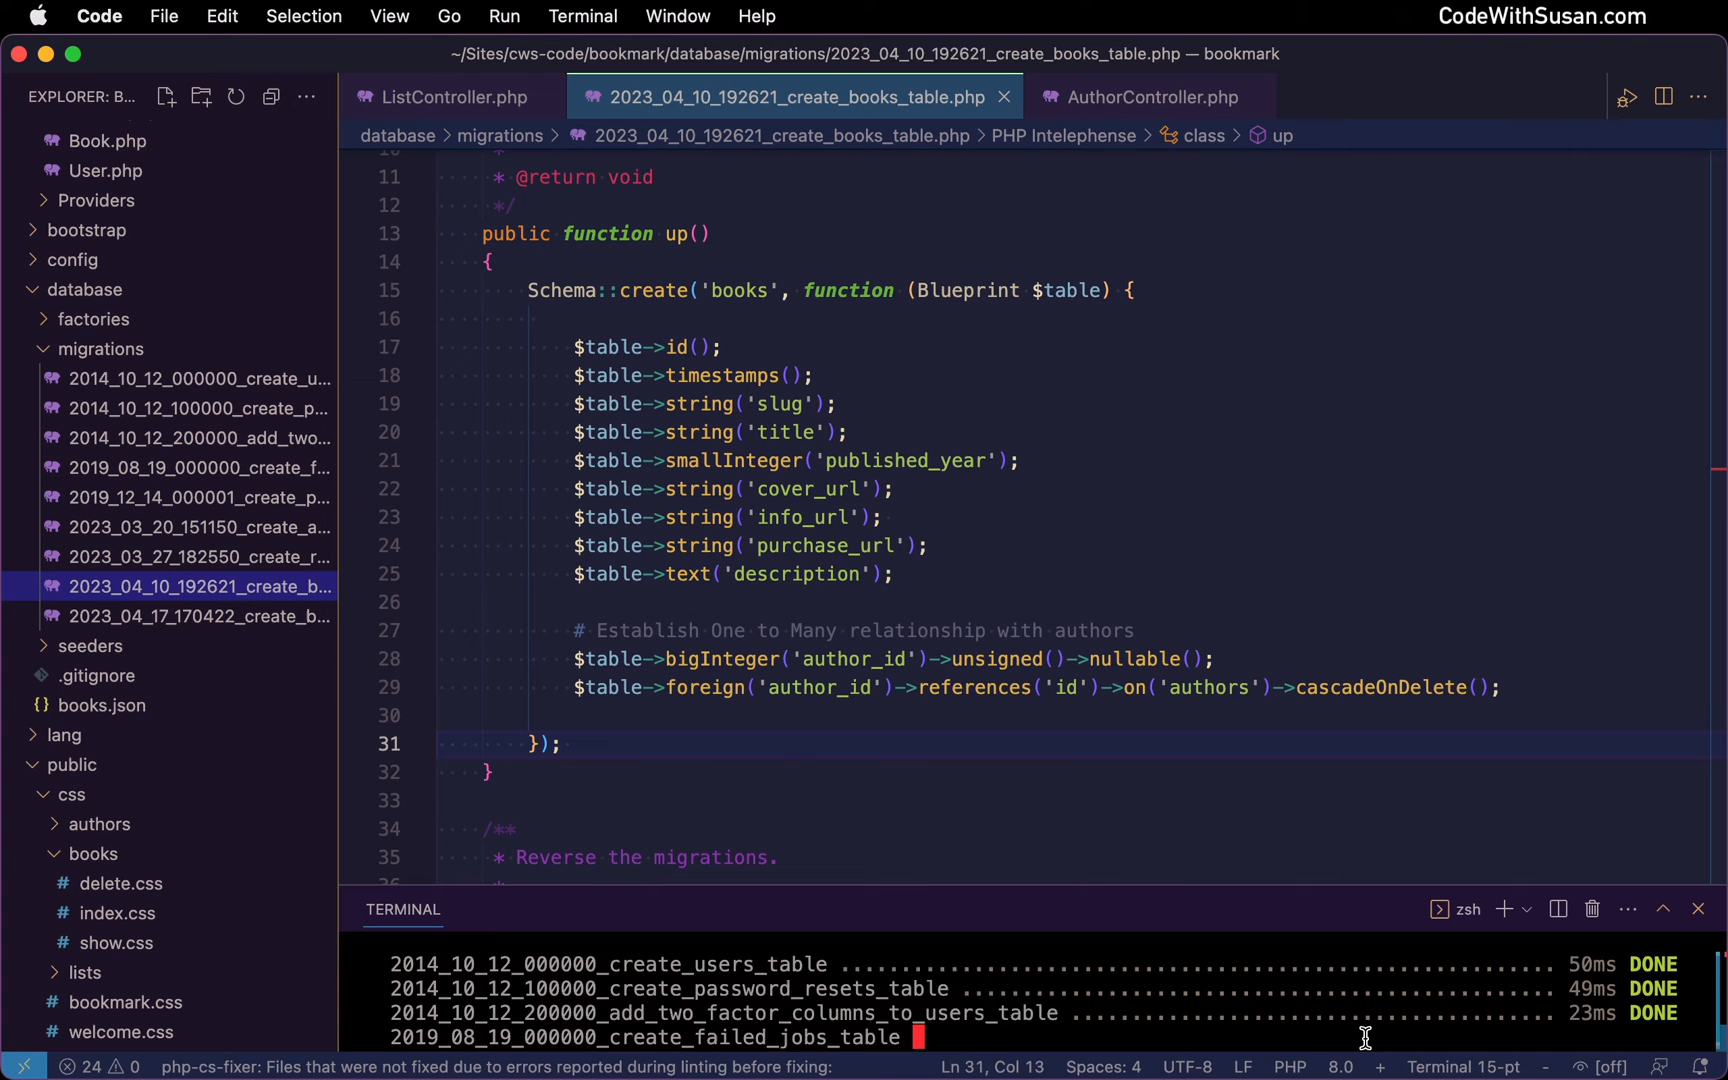 Code File Edit Selection View Go Run Terminal Window Help CodeWithSusan.com
~/Sites/cws-code/bookmark/database/migrations/2023_04_10_192621_create_books_table.php — bookmark
EXPLORER: B...
ListController.php 2023_04_10_192621_create_books_table.php AuthorController.php
database > migrations > 2023_04_10_192621_create_books_table.php > PHP Intelephense > class > up
Book.php
User.php
Providers
bootstrap
config
database
factories
migrations
2014_10_12_000000_create_u...
2014_10_12_100000_create_p...
2014_10_12_200000_add_two...
2019_08_19_000000_create_f...
2019_12_14_000001_create_p...
2023_03_20_151150_create_a...
2023_03_27_182550_create_r...
2023_04_10_192621_create_b...
2023_04_17_170422_create_b...
seeders
.gitignore
{} books.json
lang
public
css
authors
books
# delete.css
# index.css
# show.css
lists
# bookmark.css
# welcome.css
10 *
11 * @return void
12 */
13 public function up()
14 {
15 Schema::create('books', function (Blueprint $table) {
16
17 $table->id();
18 $table->timestamps();
19 $table->string('slug');
20 $table->string('title');
21 $table->smallInteger('published_year');
22 $table->string('cover_url');
23 $table->string('info_url');
24 $table->string('purchase_url');
25 $table->text('description');
26
27 # Establish One to Many relationship with authors
28 $table->bigInteger('author_id')->unsigned()->nullable();
29 $table->foreign('author_id')->references('id')->on('authors')->cascadeOnDelete();
30
31 });
32 }
33
34 /**
35 * Reverse the migrations.
36 *
TERMINAL zsh
2014_10_12_000000_create_users_table ............................................................ 50ms DONE
2014_10_12_100000_create_password_resets_table .................................................. 49ms DONE
2014_10_12_200000_add_two_factor_columns_to_users_table ......................................... 23ms DONE
2019_08_19_000000_create_failed_jobs_table
24 0 php-cs-fixer: Files that were not fixed due to errors reported during linting before fixing: Ln 31, Col 13 Spaces: 4 UTF-8 LF PHP 8.0 + Terminal 15-pt - [off]